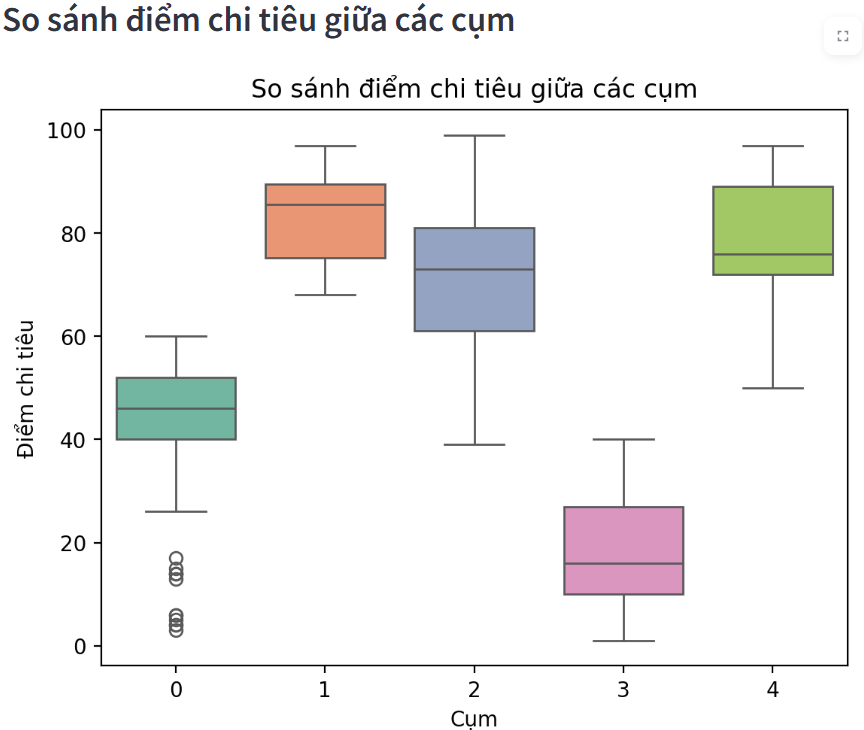 So sánh điểm chi tiêu giữa các cụm
So sánh điểm chi tiêu giữa các cụm
100
80
60
40
20
0
Điểm chi tiêu
0 1 2 3 4
Cụm